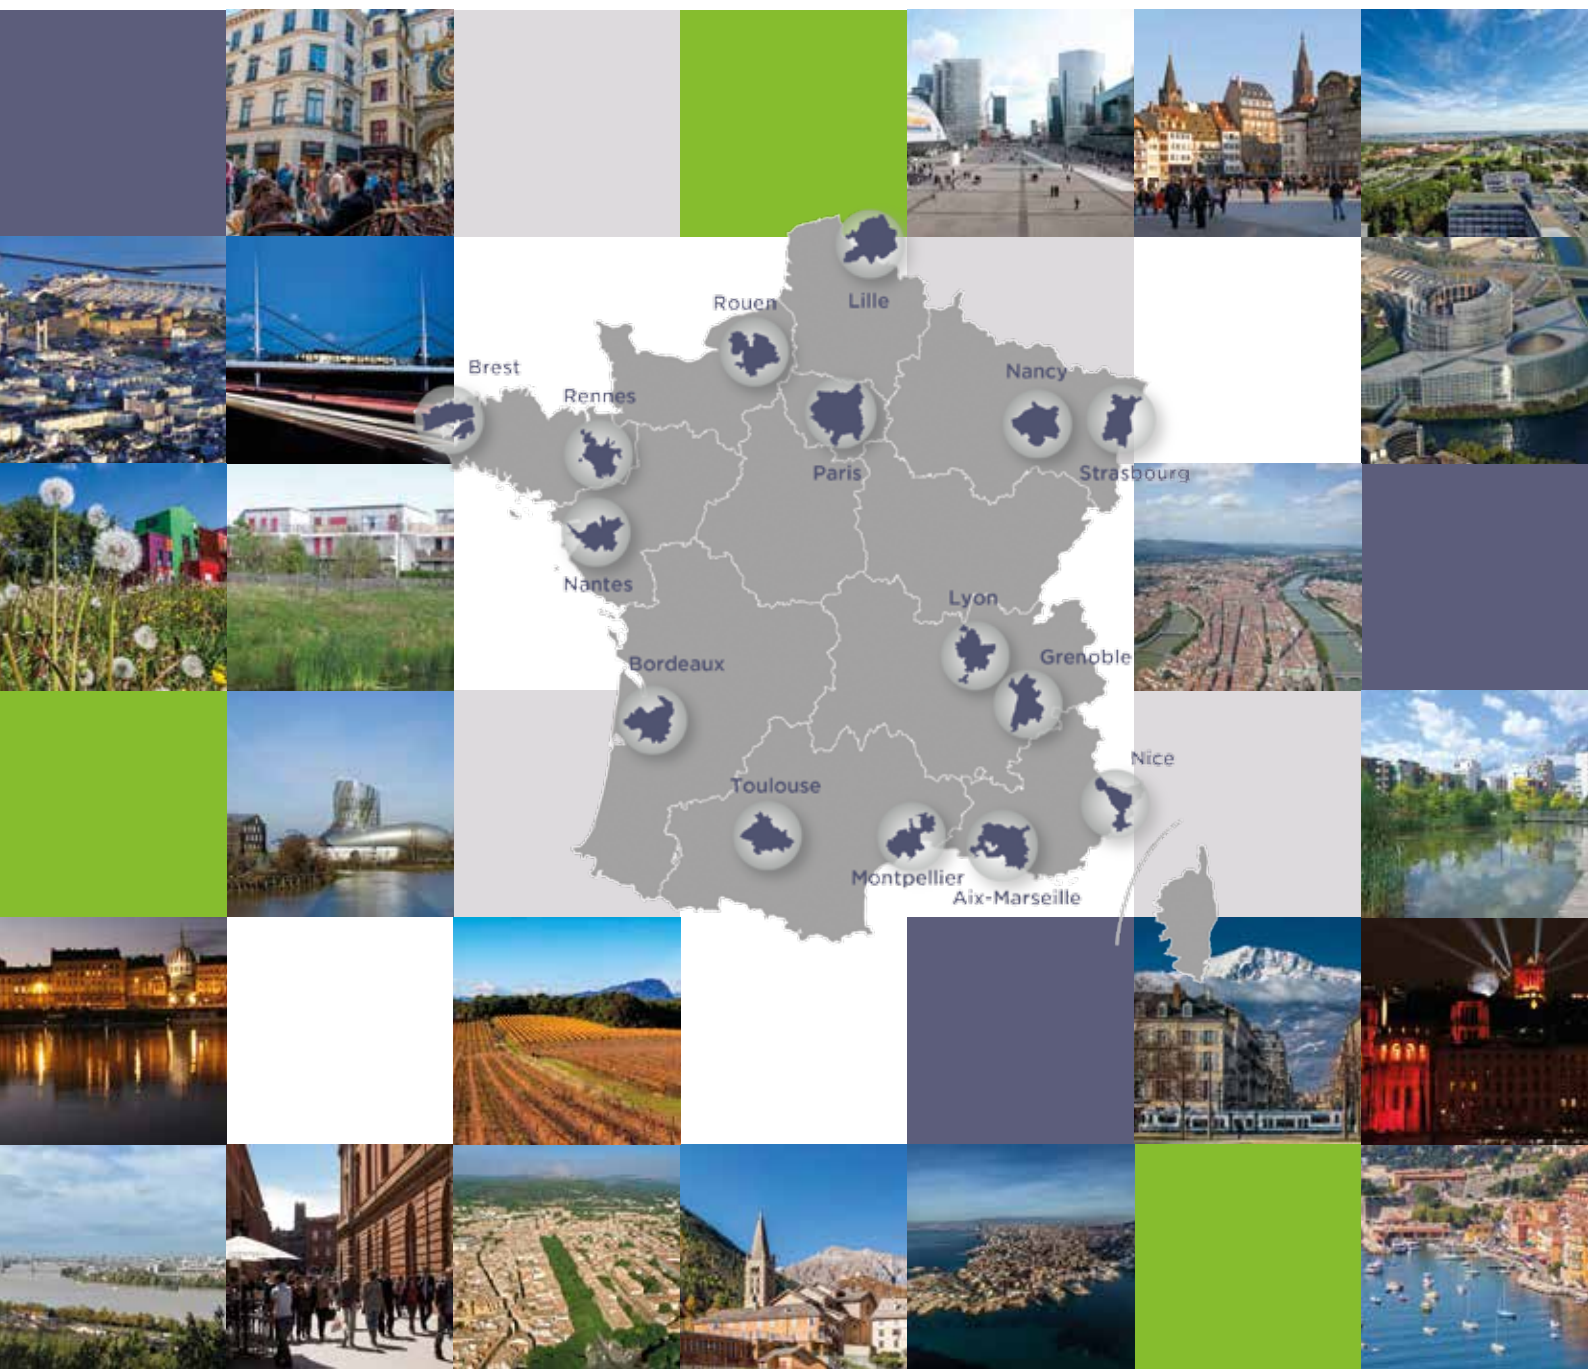 Lille
Rouen
Brest
Nancy
Rennes
Paris
Strasbourg
Nantes
Lyon
Grenoble
Bordeaux
Nice
Toulouse
Montpellier
Aix-Marseille